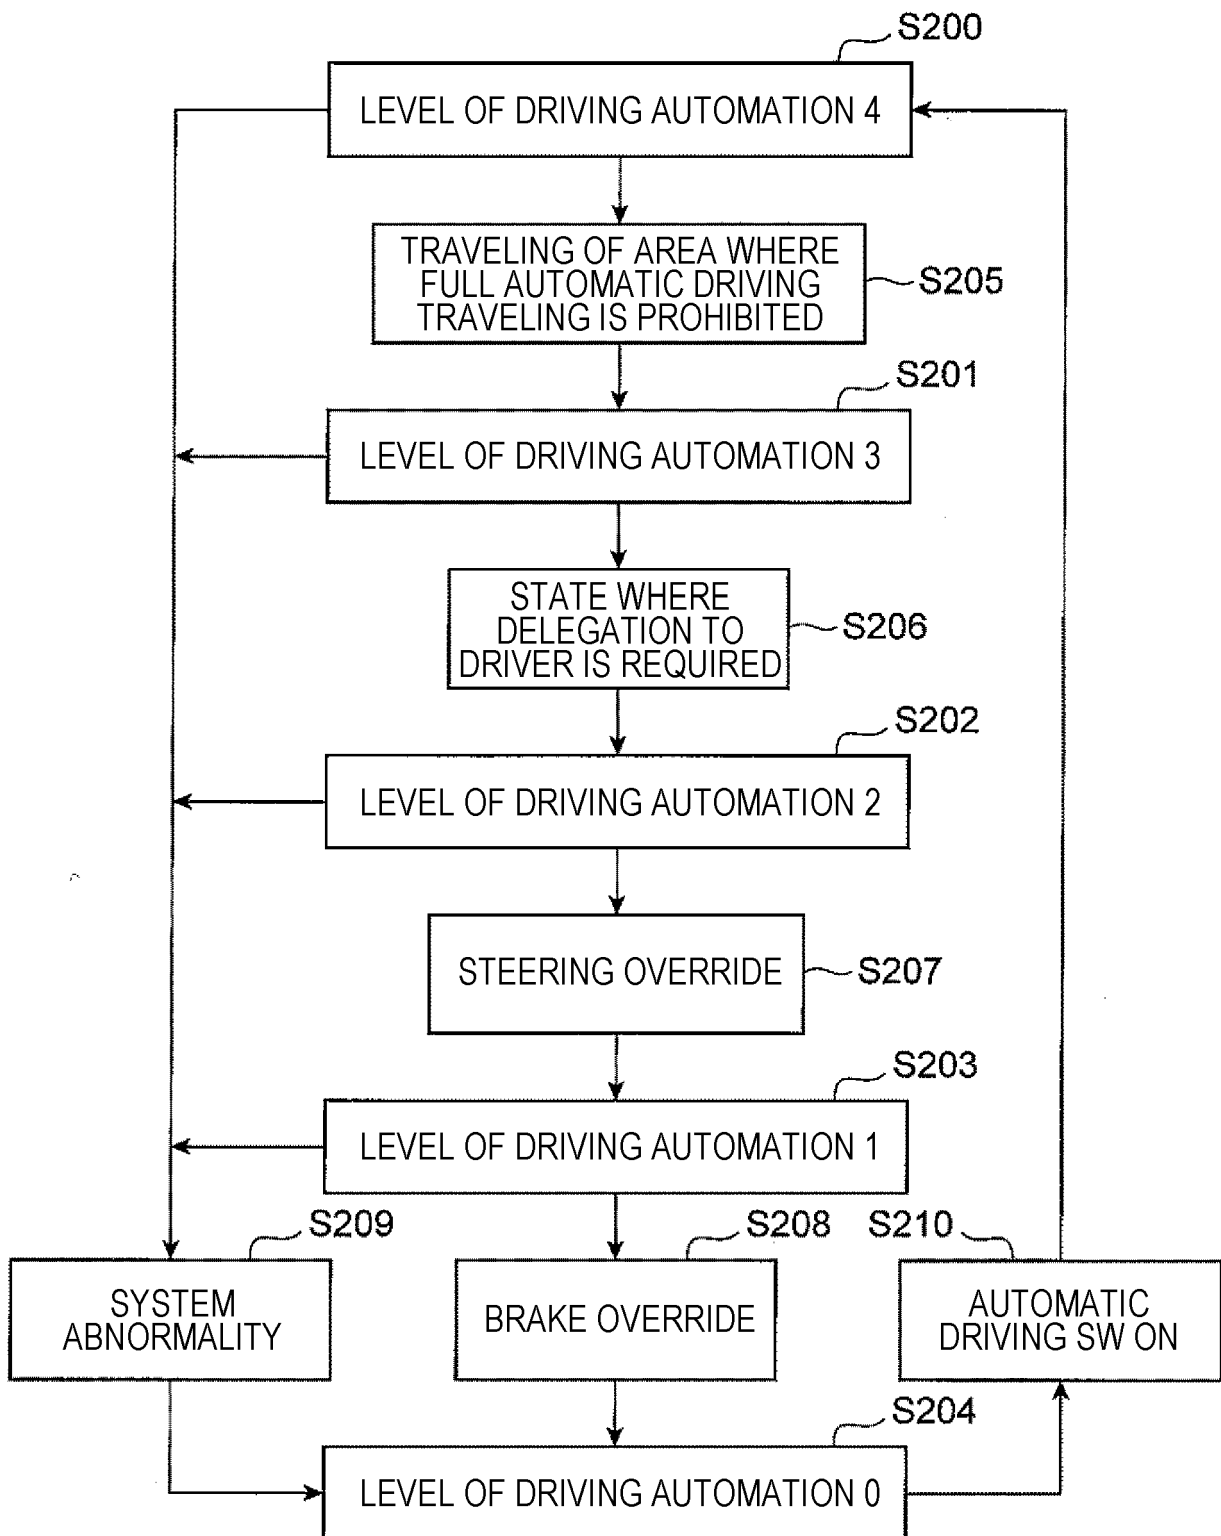 S200
LEVEL OF DRIVING AUTOMATION 4
TRAVELING OF AREA WHERE
FULL AUTOMATIC DRIVING
TRAVELING IS PROHIBITED
S205
S201
LEVEL OF DRIVING AUTOMATION 3
STATE WHERE
DELEGATION TO
DRIVER IS REQUIRED
S206
S202
LEVEL OF DRIVING AUTOMATION 2
STEERING OVERRIDE
S207
S203
LEVEL OF DRIVING AUTOMATION 1
S209
SYSTEM
ABNORMALITY
S208
BRAKE OVERRIDE
S210
AUTOMATIC
DRIVING SW ON
S204
LEVEL OF DRIVING AUTOMATION 0